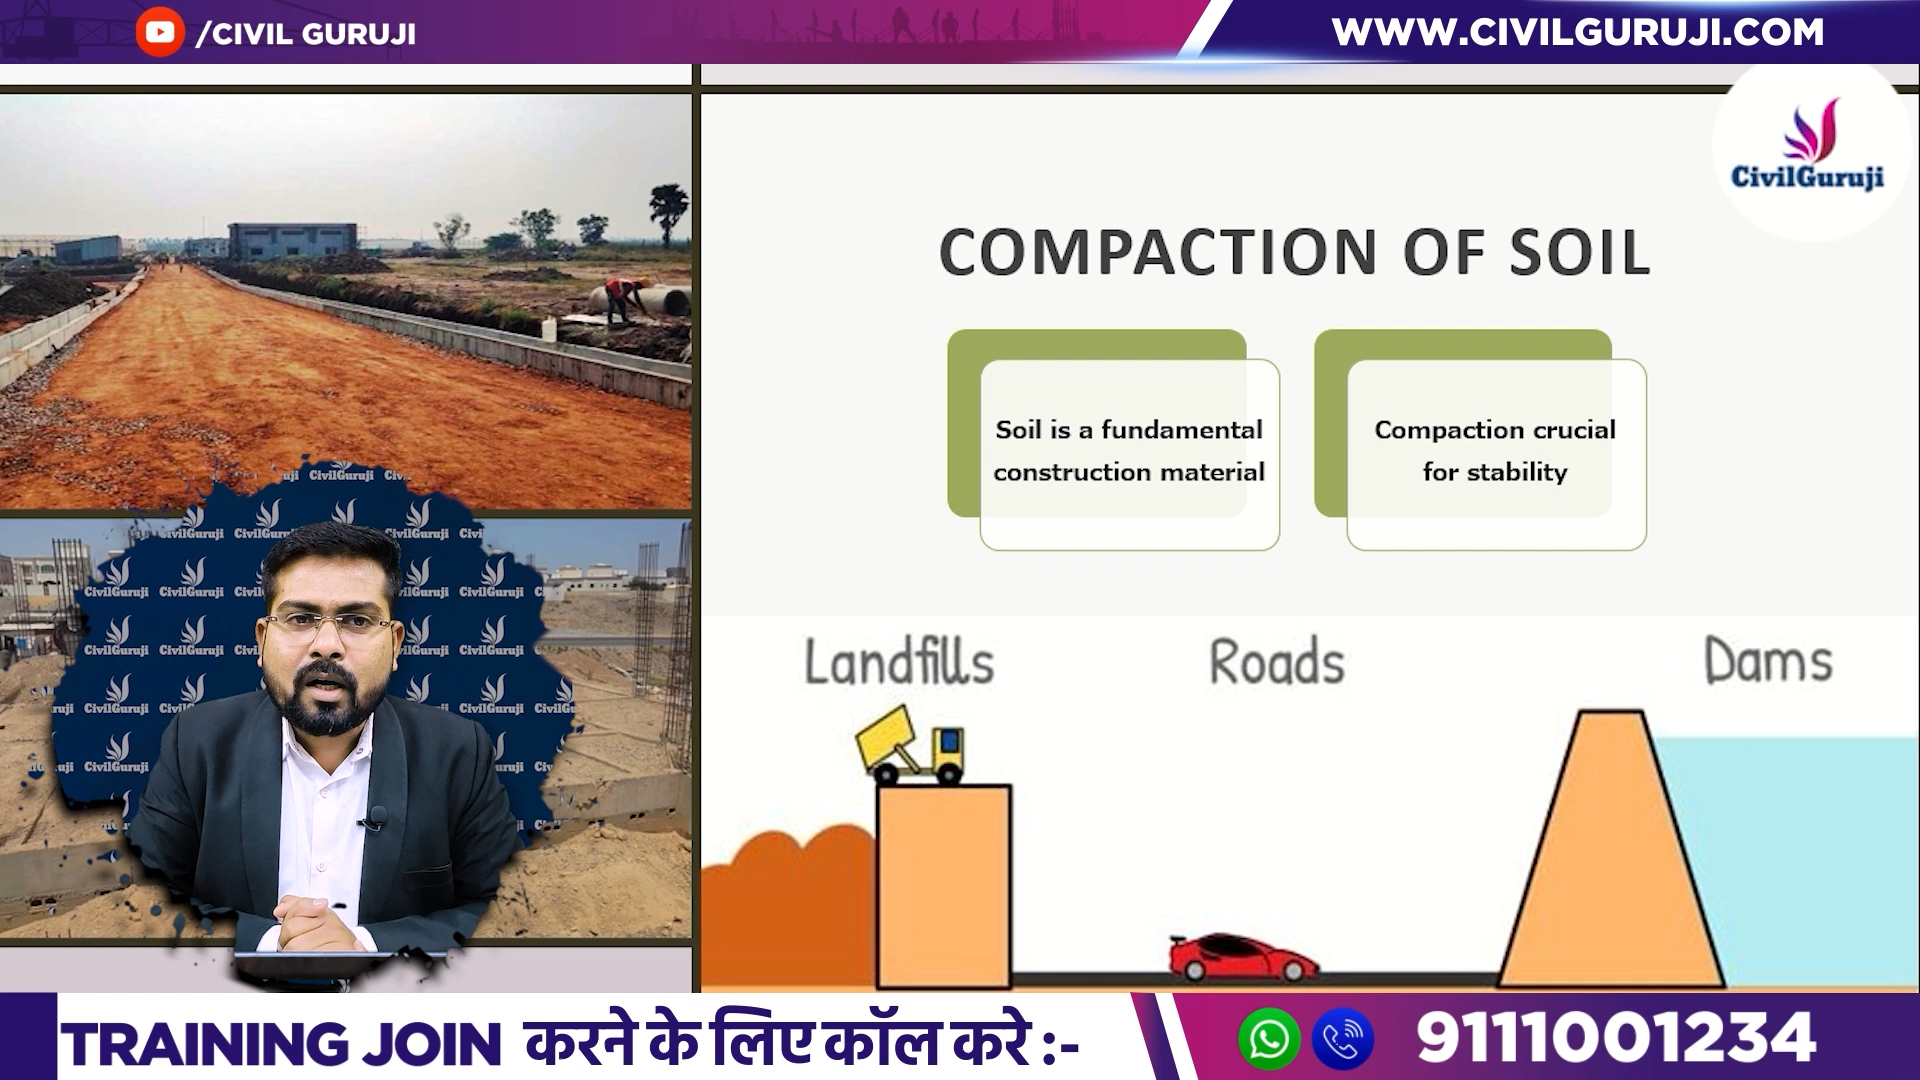 /CIVIL GURUJI
WWW.CIVILGURUJI.COM
CivilGuruji
COMPACTION OF SOIL
Soil is a fundamental
construction material
Compaction crucial
for stability
Landfills
Roads
Dams
CivilGuruji
TRAINING JOIN करने के लिए कॉल करे :-
9111001234